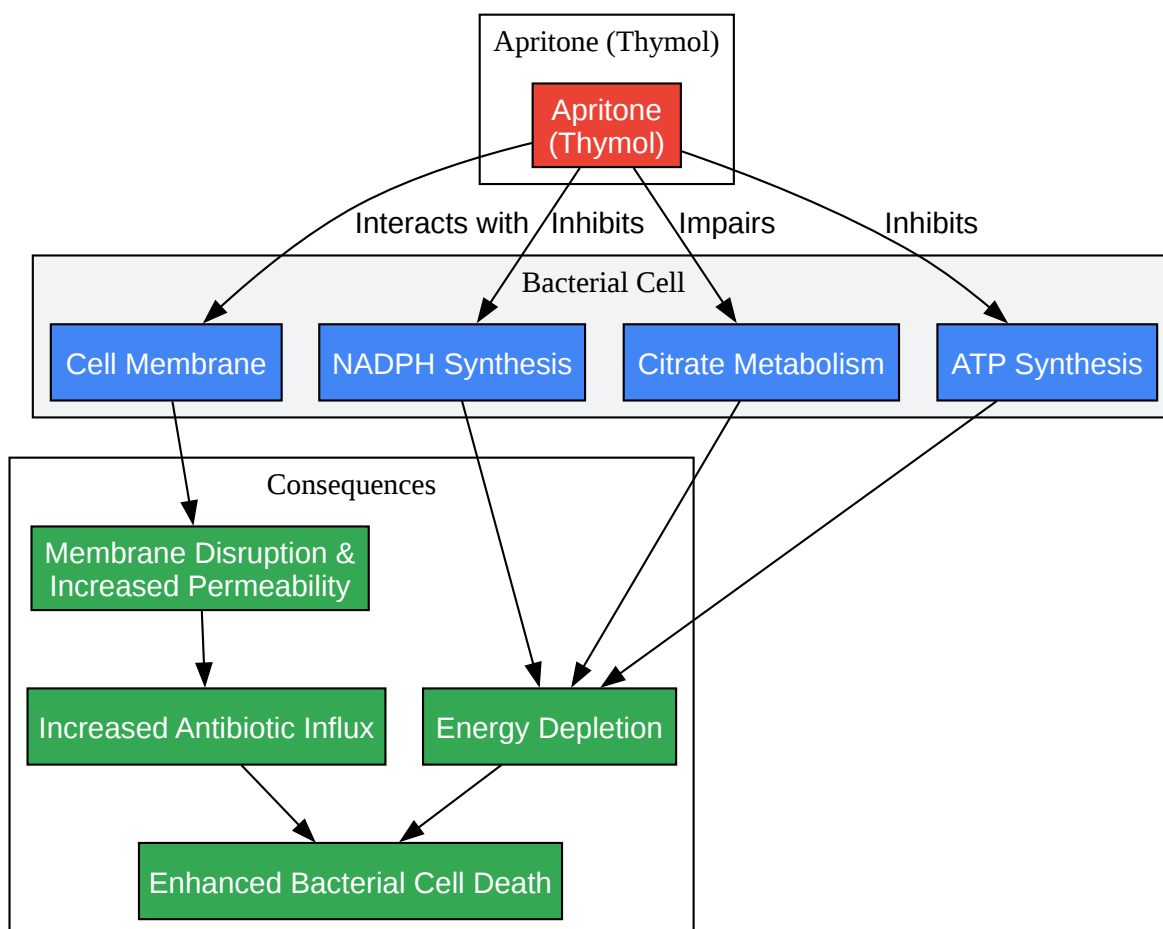 Apritone (Thymol)
Apritone
(Thymol)
Interacts with
Inhibits
Impairs
Inhibits
Bacterial Cell
Cell Membrane
NADPH Synthesis
Citrate Metabolism
ATP Synthesis
Consequences
Membrane Disruption &
Increased Permeability
Increased Antibiotic Influx
Energy Depletion
Enhanced Bacterial Cell Death